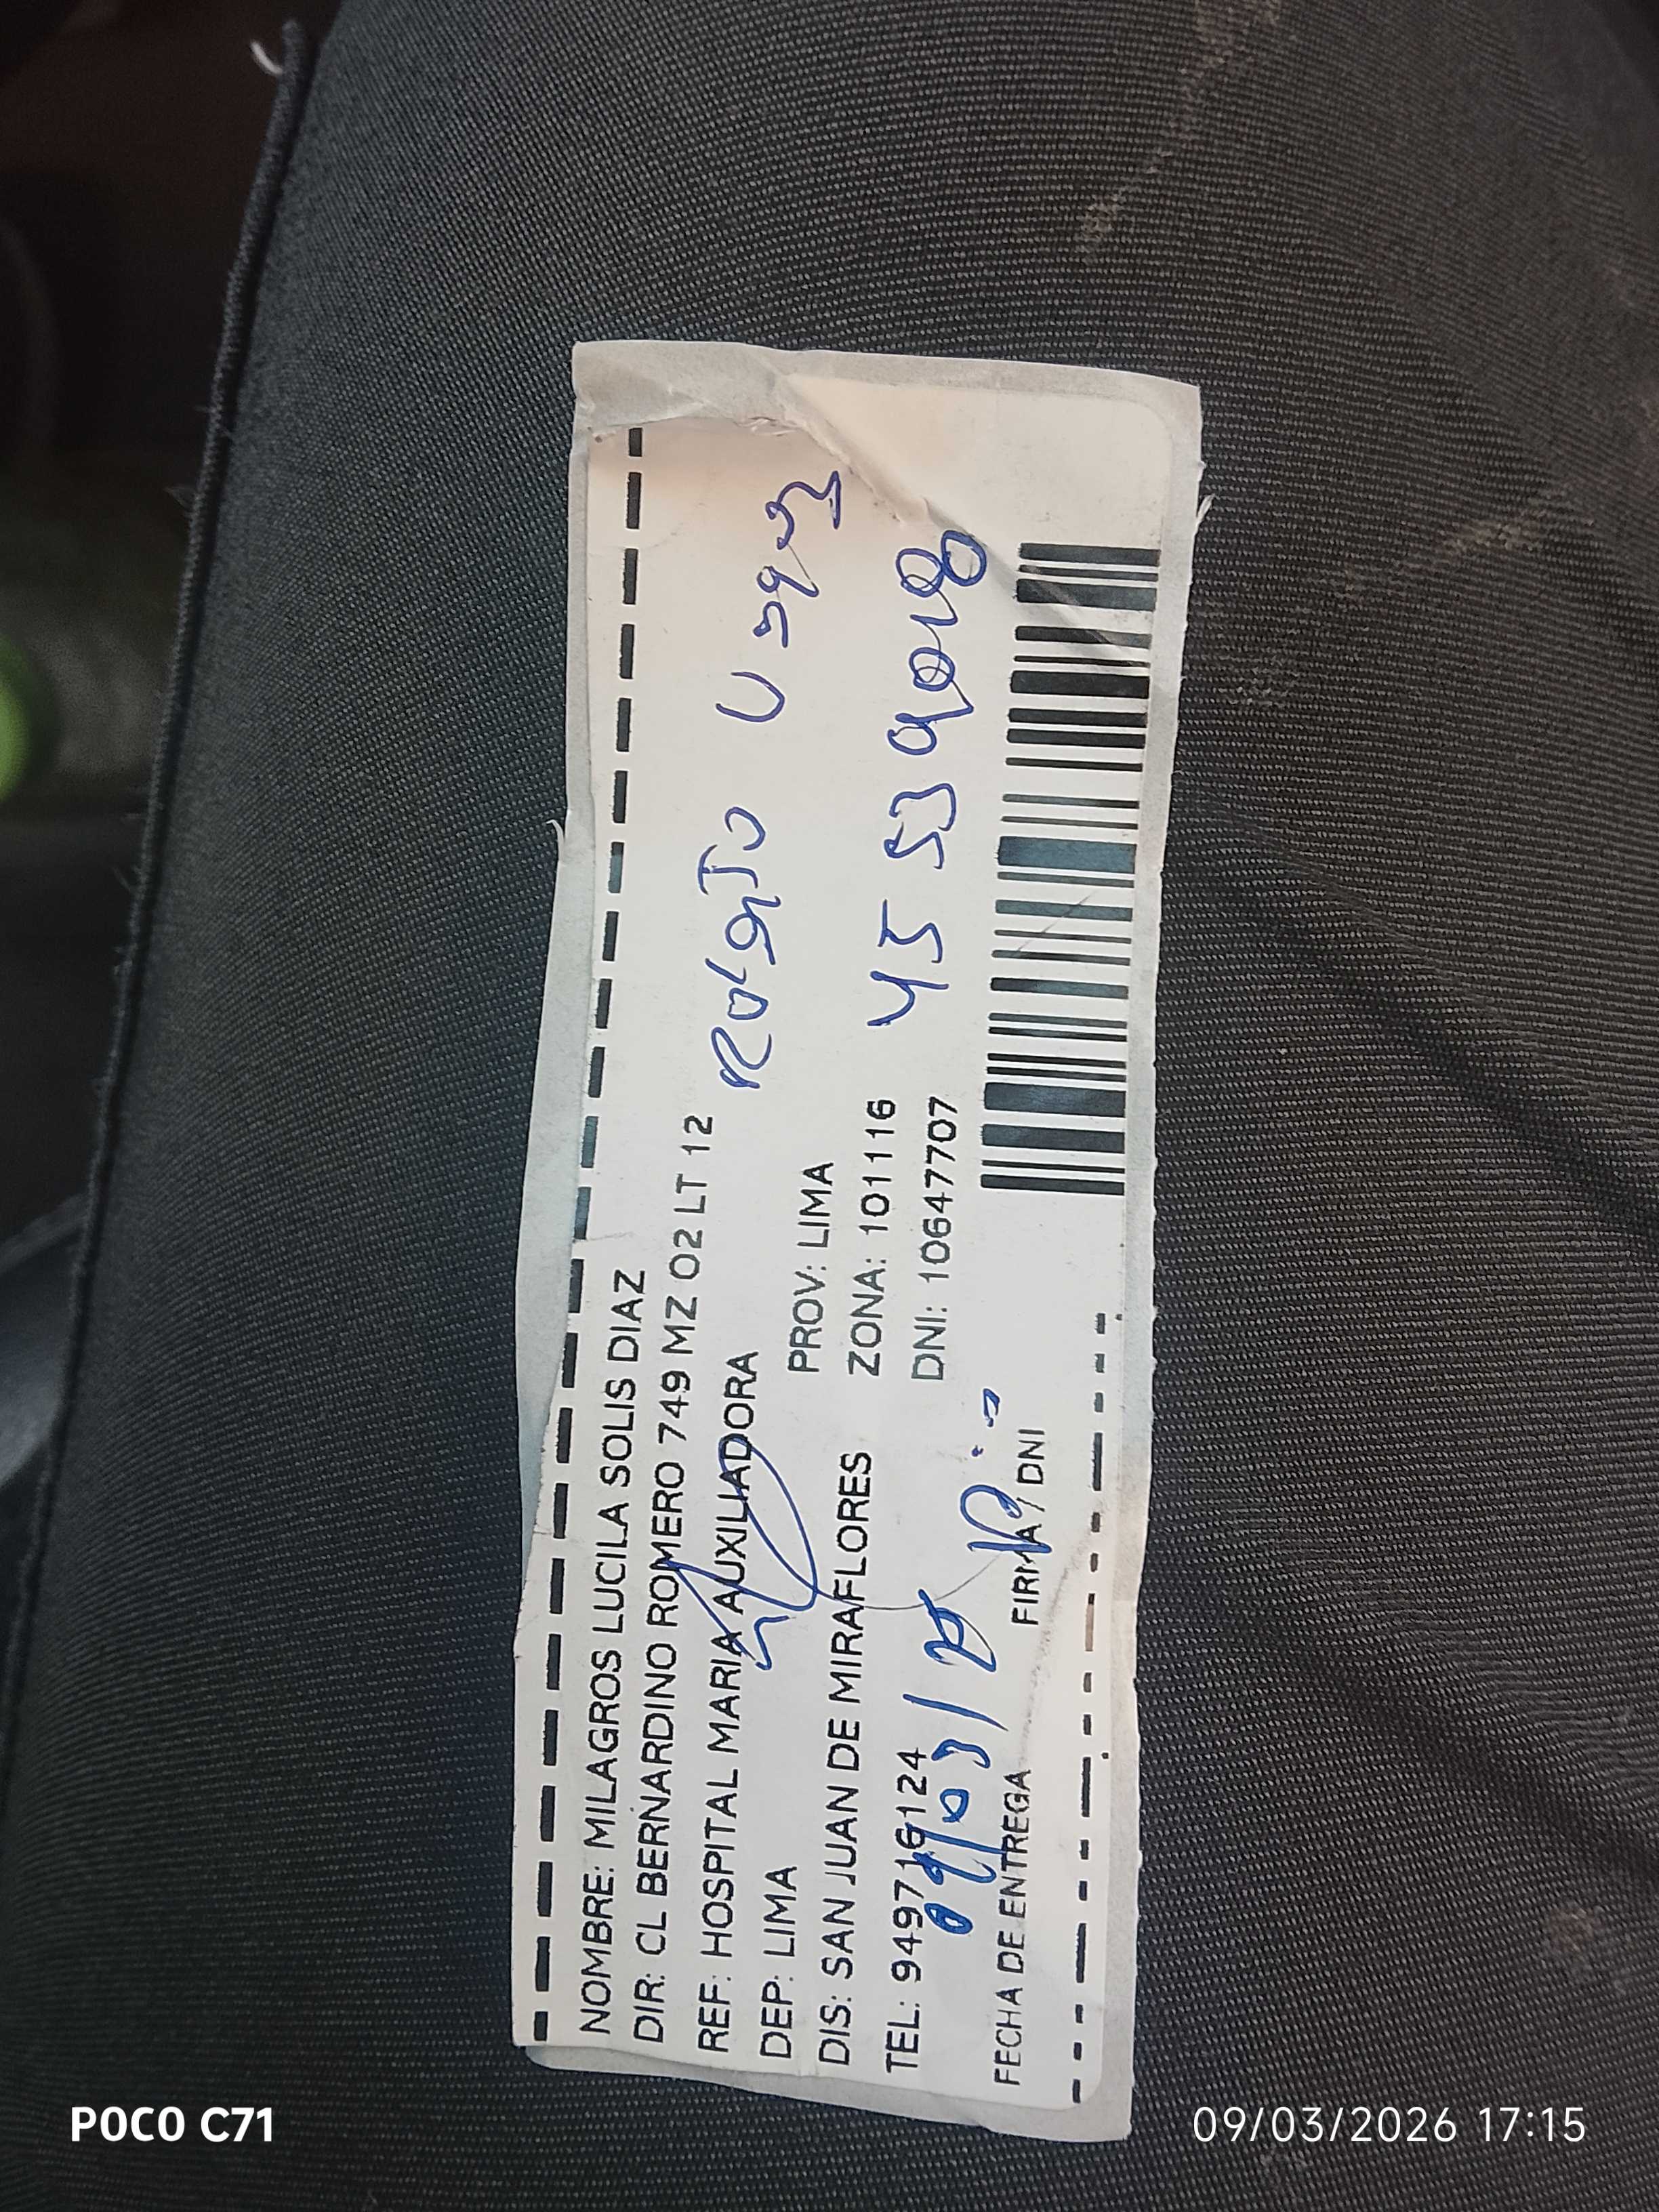 NOMBRE: MILAGROS LUCILA SOLIS DIAZ
DIR: CL BERNARDINO ROMERO 749 MZ O2 LT 12
REF: HOSPITAL MARIA AUXILIADORA
DEP: LIMA PROV: LIMA
DIS: SAN JUAN DE MIRAFLORES ZONA: 101116
TEL: 949716124 DNI: 10647707
FECHA DE ENTREGA FIRMA / DNI
POCO C71
09/03/2026 17:15